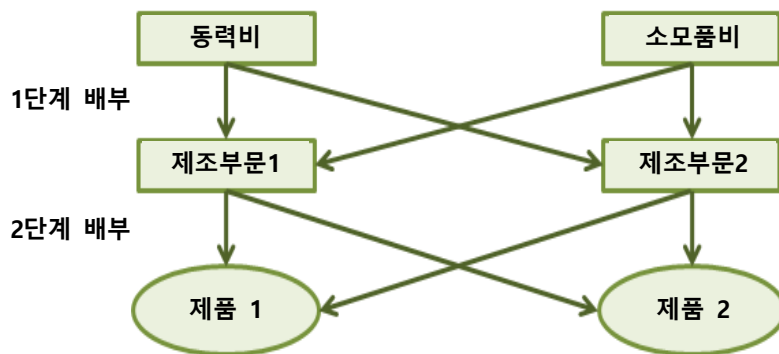 동력비
소모품비
1단계 배부
제조부문1
제조부문2
2단계 배부
제품 1
제품 2